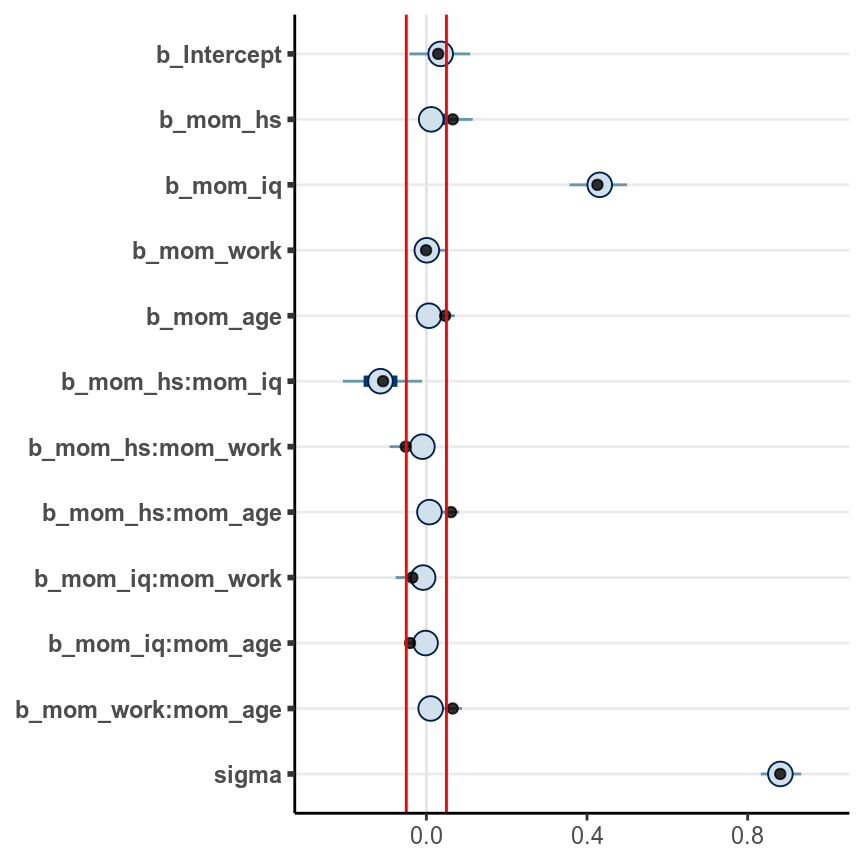 b_Intercept
b_mom_hs
b_mom_iq
b_mom_work
b_mom_age
b_mom_hs:mom_iq
b_mom_hs:mom_work
b_mom_hs:mom_age
b_mom_iq:mom_work
b_mom_iq:mom_age
b_mom_work:mom_age
sigma
0.0 0.4 0.8